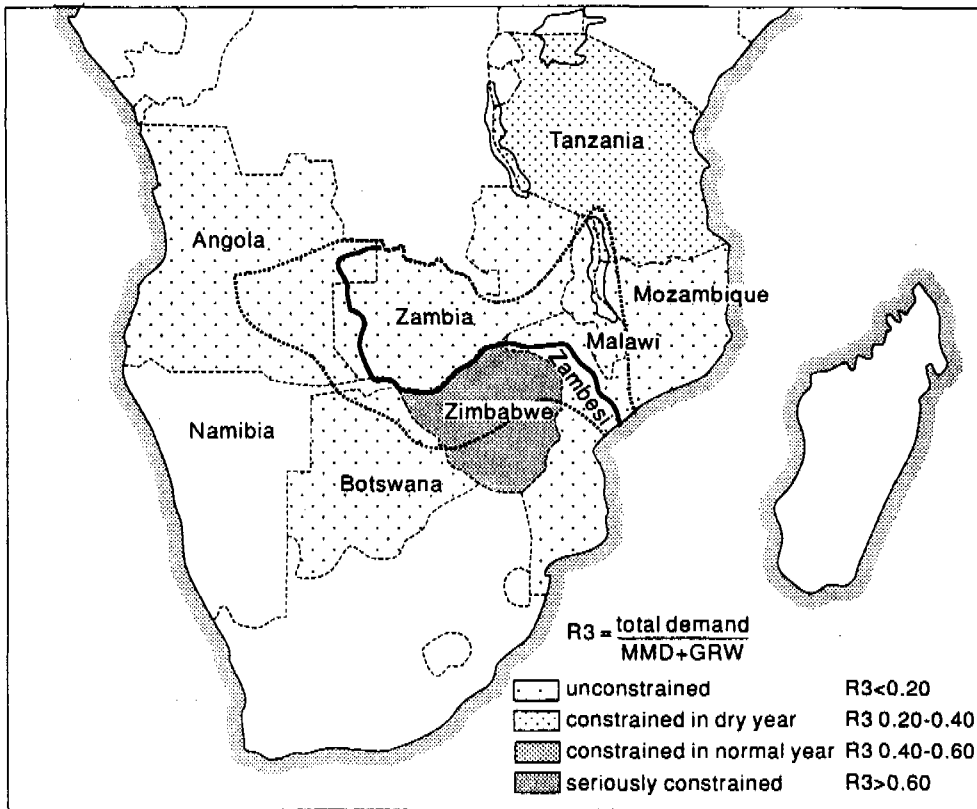 Tanzania
Angola
Mozambique
Zambia
Malawi
Zambesi
Zimbabwe
Namibia
Botswana
R3 = total demand
MMD+GRW
unconstrained R3<0.20
constrained in dry year R3 0.20-0.40
constrained in normal year R3 0.40-0.60
seriously constrained R3>0.60